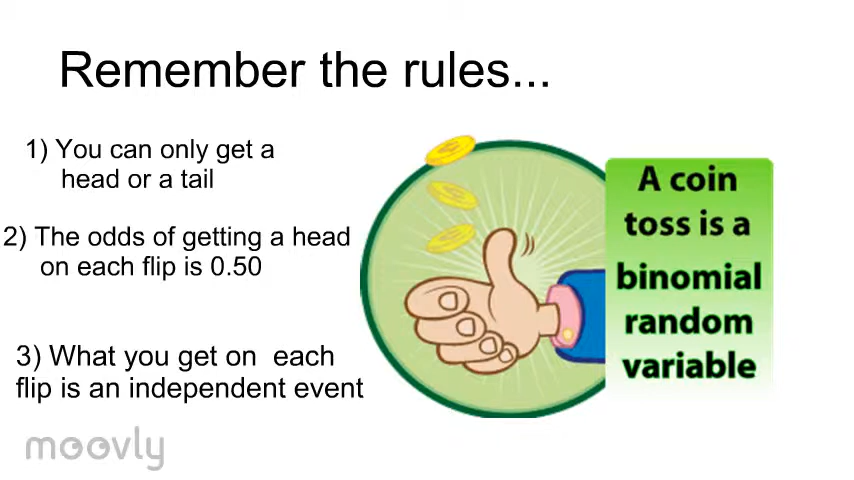 Remember the rules...
1) You can only get a
head or a tail
2) The odds of getting a head
on each flip is 0.50
3) What you get on each
flip is an independent event
A coin
toss is a
binomial
random
variable
moovly